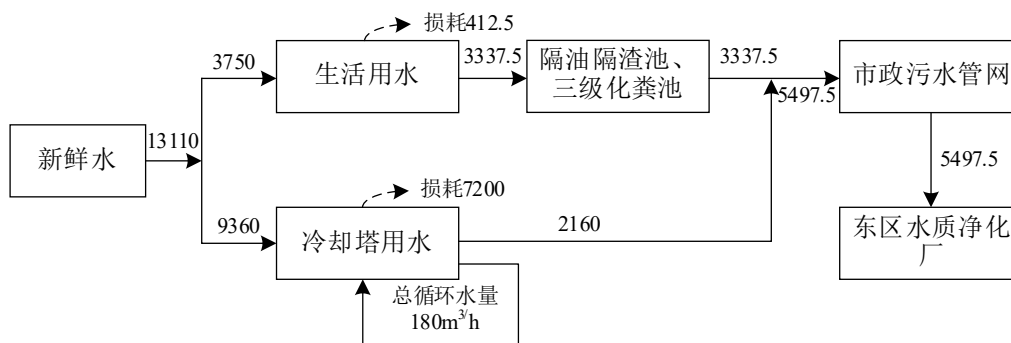 损耗412.5
3750
生活用水
3337.5
隔油隔渣池、
三级化粪池
3337.5
5497.5
市政污水管网
新鲜水
13110
5497.5
损耗7200
9360
冷却塔用水
2160
东区水质净化
厂
总循环水量
180m³/h